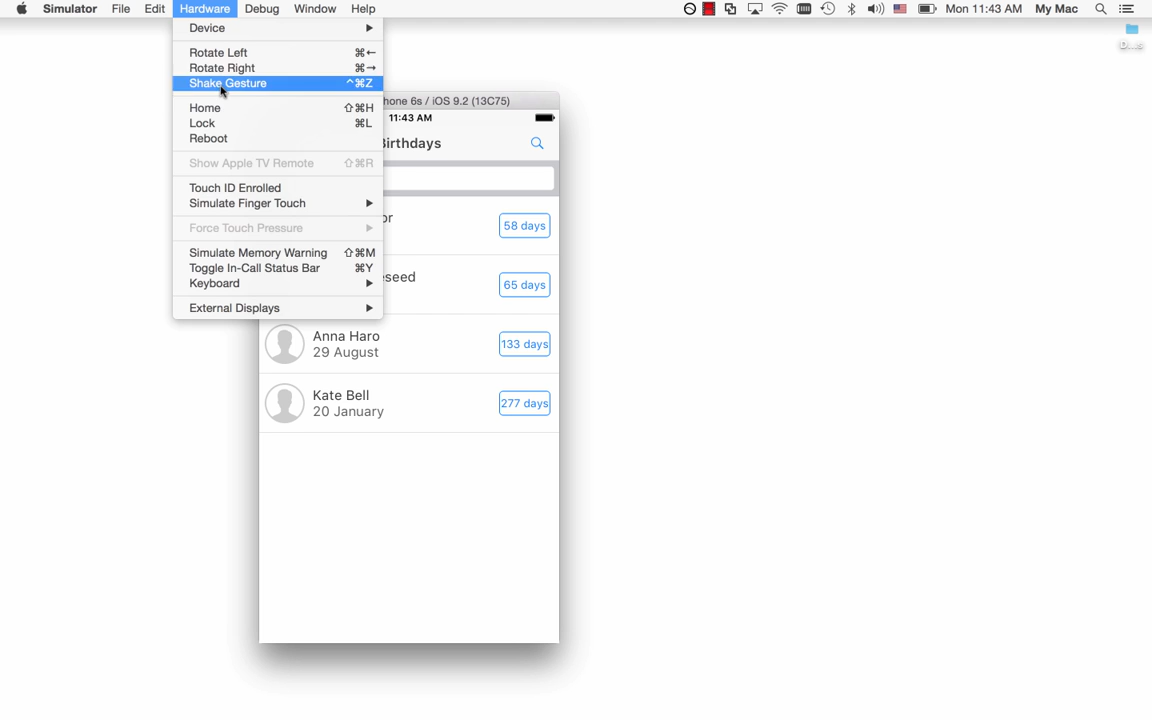 Simulator File Edit Hardware Debug Window Help Mon 11:43 AM My Mac
Device
Rotate Left ⌘←
Rotate Right ⌘→
Shake Gesture ^⌘Z
Home ⇧⌘H
Lock ⌘L
Reboot
Show Apple TV Remote ⇧⌘R
Touch ID Enrolled
Simulate Finger Touch
Force Touch Pressure
Simulate Memory Warning ⇧⌘M
Toggle In-Call Status Bar ⌘Y
Keyboard
External Displays
D...s
hone 6s / iOS 9.2 (13C75)
11:43 AM
Birthdays
or
58 days
eseed
65 days
Anna Haro
29 August
133 days
Kate Bell
20 January
277 days